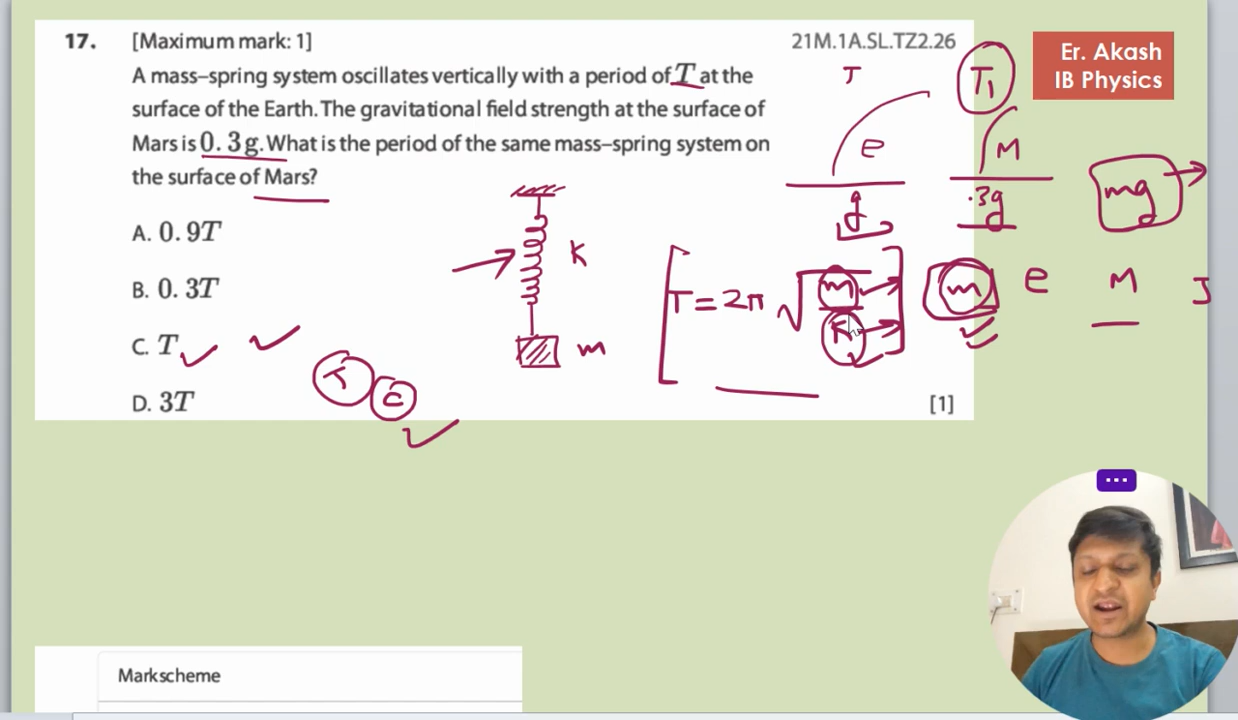 17. [Maximum mark: 1] 21M.1A.SL.TZ2.26
A mass–spring system oscillates vertically with a period of T at the
surface of the Earth. The gravitational field strength at the surface of
Mars is 0.3g. What is the period of the same mass–spring system on
the surface of Mars?
A. 0.9T
B. 0.3T
C. T
D. 3T
[1]
Er. Akash
IB Physics
T T₁
e M
g .3g mg
K
T = 2π √ m K
m e M J
m
T C
Markscheme